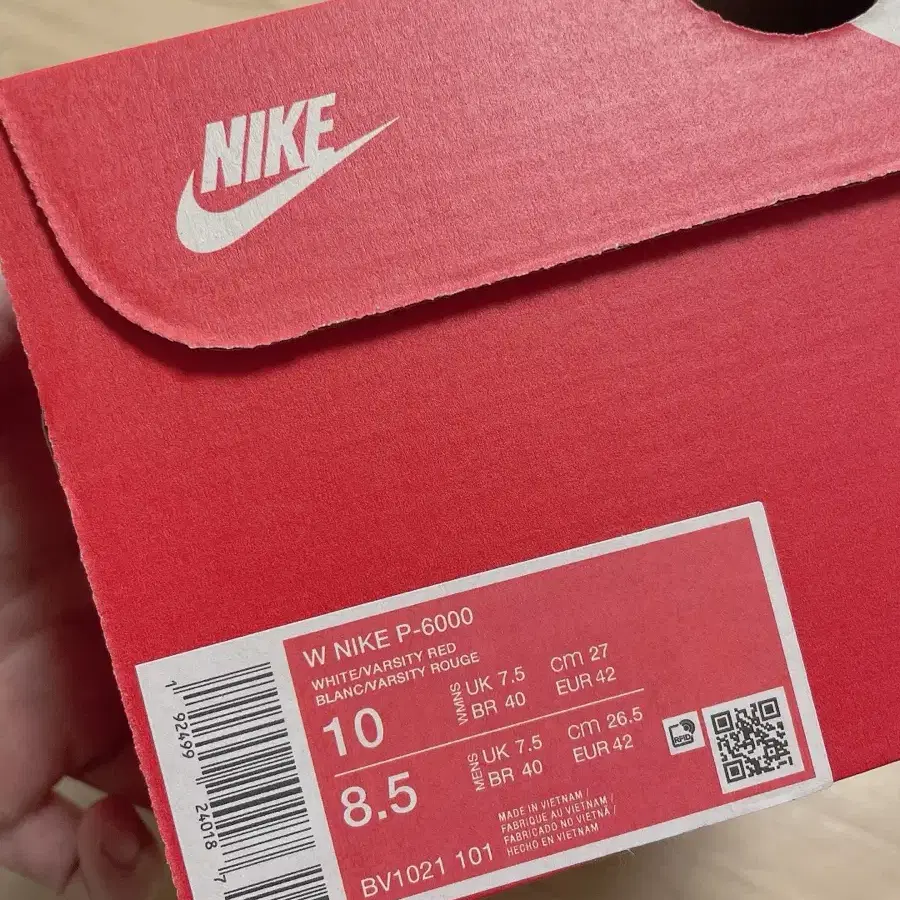 NIKE
W NIKE P-6000
WHITE/VARSITY RED
BLANC/VARSITY ROUGE
10 WMNS UK 7.5 cm 27
BR 40 EUR 42
8.5 MENS UK 7.5 cm 26.5
BR 40 EUR 42
RFID
MADE IN VIETNAM /
FABRIQUE AU VIETNAM /
FABRICADO NO VIETNÃ /
HECHO EN VIETNAM
BV1021 101
1 92499 24018 7